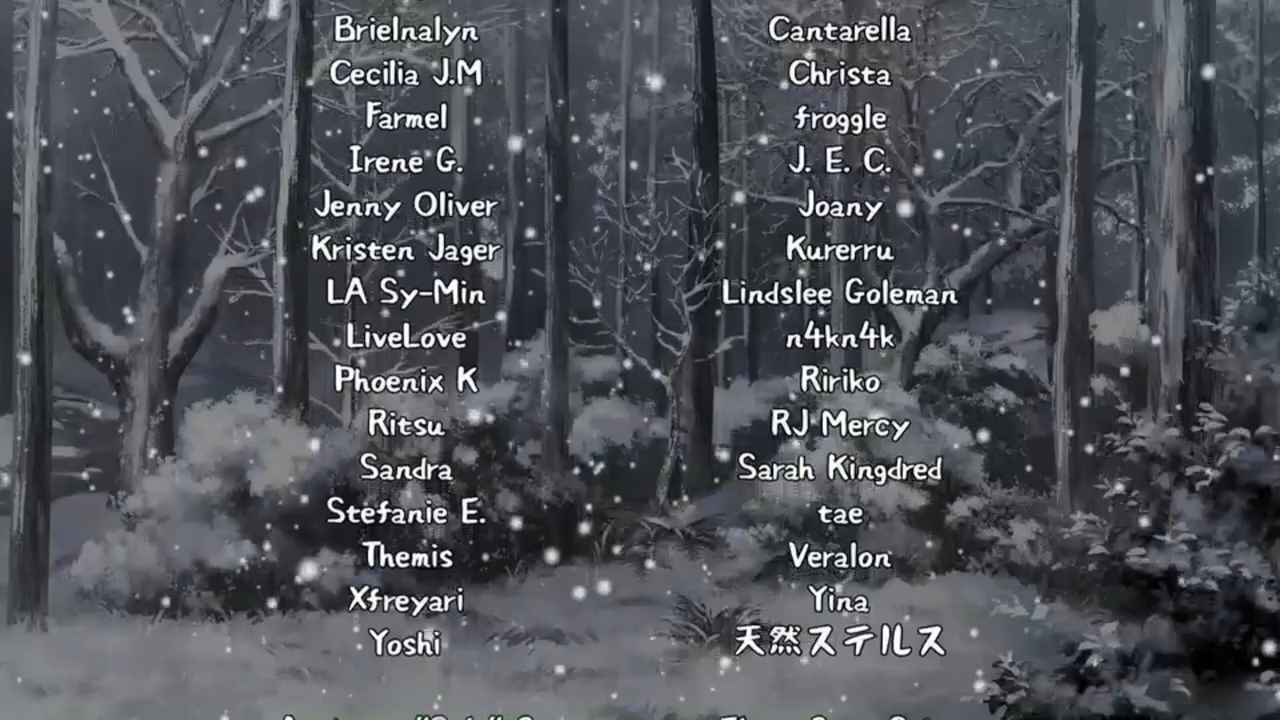 Brielnalyn Cantarella
Cecilia J.M Christa
Farmel froggle
Irene G. J. E. C.
Jenny Oliver Joany
Kristen Jager Kurerru
LA Sy-Min Lindslee Goleman
LiveLove n4kn4k
Phoenix K Ririko
Ritsu RJ Mercy
Sandra Sarah Kingdred
Stefanie E. tae
Themis Veralon
Xfreyari Yina
Yoshi 天然ステルス